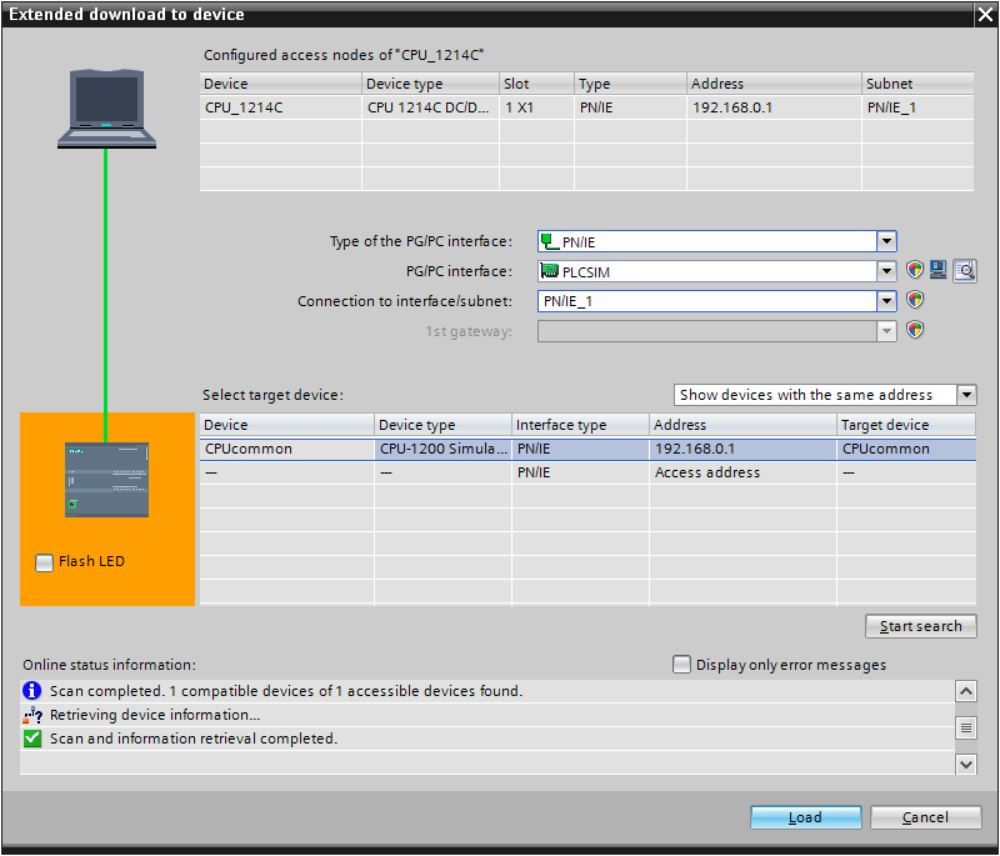 Extended download to device
Configured access nodes of "CPU_1214C"
Device Device type Slot Type Address Subnet
CPU_1214C CPU 1214C DC/D... 1 X1 PN/IE 192.168.0.1 PN/IE_1
Type of the PG/PC interface: PN/IE
PG/PC interface: PLCSIM
Connection to interface/subnet: PN/IE_1
1st gateway:
Select target device: Show devices with the same address
Device Device type Interface type Address Target device
CPUcommon CPU-1200 Simula... PN/IE 192.168.0.1 CPUcommon
— — PN/IE Access address —
Flash LED
Start search
Online status information: Display only error messages
Scan completed. 1 compatible devices of 1 accessible devices found.
Retrieving device information...
Scan and information retrieval completed.
Load Cancel